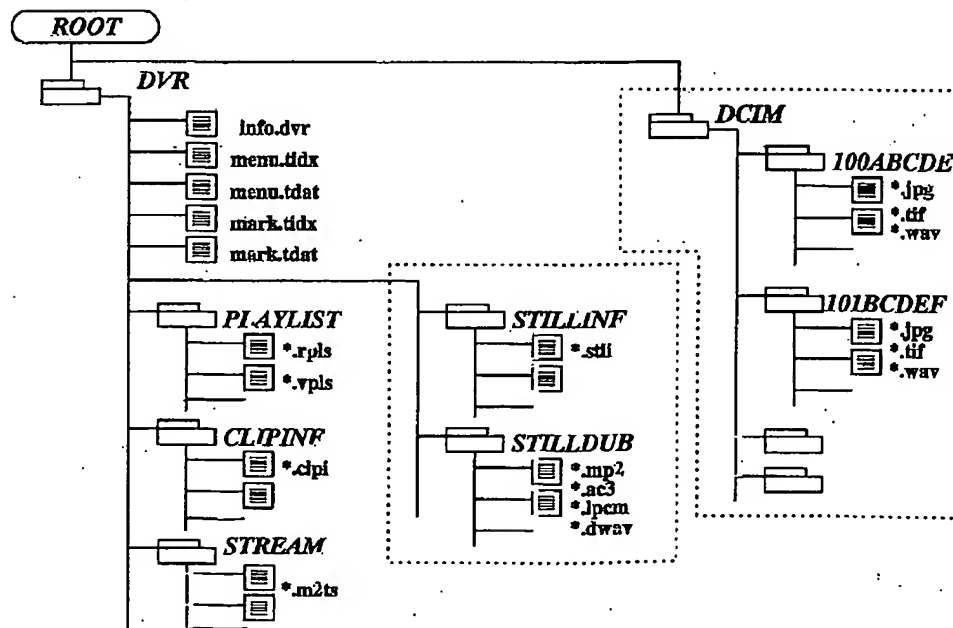 ROOT
DVR
info.dvr
menu.tidx
menu.tdat
mark.tidx
mark.tdat
PLAYLIST
*.rpls
*.vpls
CLIPINF
*.clpi
STREAM
*.m2ts
STILLINF
*.stli
STILLDUB
*.mp2
*.ac3
*.lpcm
*.dwav
DCIM
100ABCDE
*.jpg
*.tif
*.wav
101BCDEF
*.jpg
*.tif
*.wav